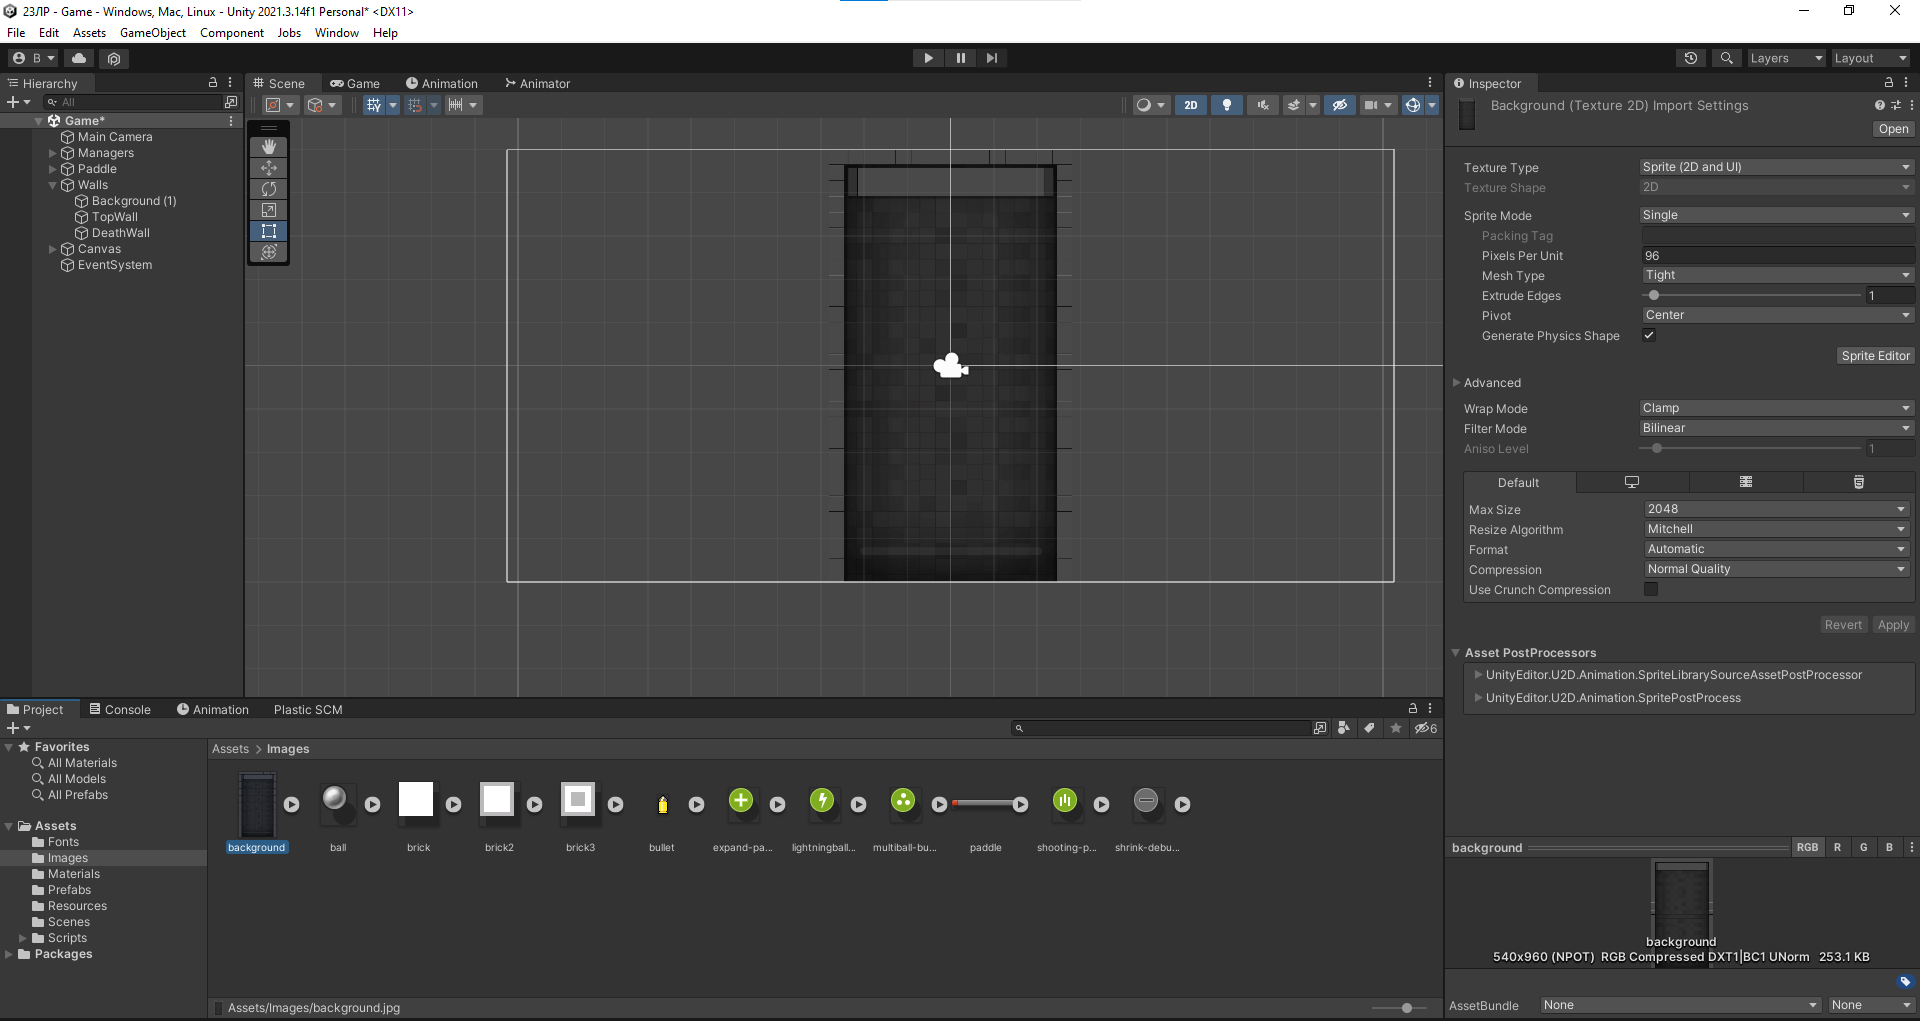 23ЛР - Game - Windows, Mac, Linux - Unity 2021.3.14f1 Personal* <DX11>
File Edit Assets GameObject Component Jobs Window Help
B
Layers Layout
Hierarchy
All
Game*
Main Camera
Managers
Paddle
Walls
Background (1)
TopWall
DeathWall
Canvas
EventSystem
Scene Game Animation Animator
2D
Inspector
Background (Texture 2D) Import Settings
Open
Texture Type Sprite (2D and UI)
Texture Shape 2D
Sprite Mode Single
Packing Tag
Pixels Per Unit 96
Mesh Type Tight
Extrude Edges 1
Pivot Center
Generate Physics Shape
Sprite Editor
Advanced
Wrap Mode Clamp
Filter Mode Bilinear
Aniso Level 1
Default
Max Size 2048
Resize Algorithm Mitchell
Format Automatic
Compression Normal Quality
Use Crunch Compression
Revert Apply
Asset PostProcessors
UnityEditor.U2D.Animation.SpriteLibrarySourceAssetPostProcessor
UnityEditor.U2D.Animation.SpritePostProcess
Project Console Animation Plastic SCM
6
Favorites
All Materials
All Models
All Prefabs
Assets
Fonts
Images
Materials
Prefabs
Resources
Scenes
Scripts
Packages
Assets > Images
background ball brick brick2 brick3 bullet expand-pa... lightningball... multiball-bu... paddle shooting-p... shrink-debu...
Assets/Images/background.jpg
background RGB R G B
background
540x960 (NPOT) RGB Compressed DXT1|BC1 UNorm 253.1 KB
AssetBundle None None